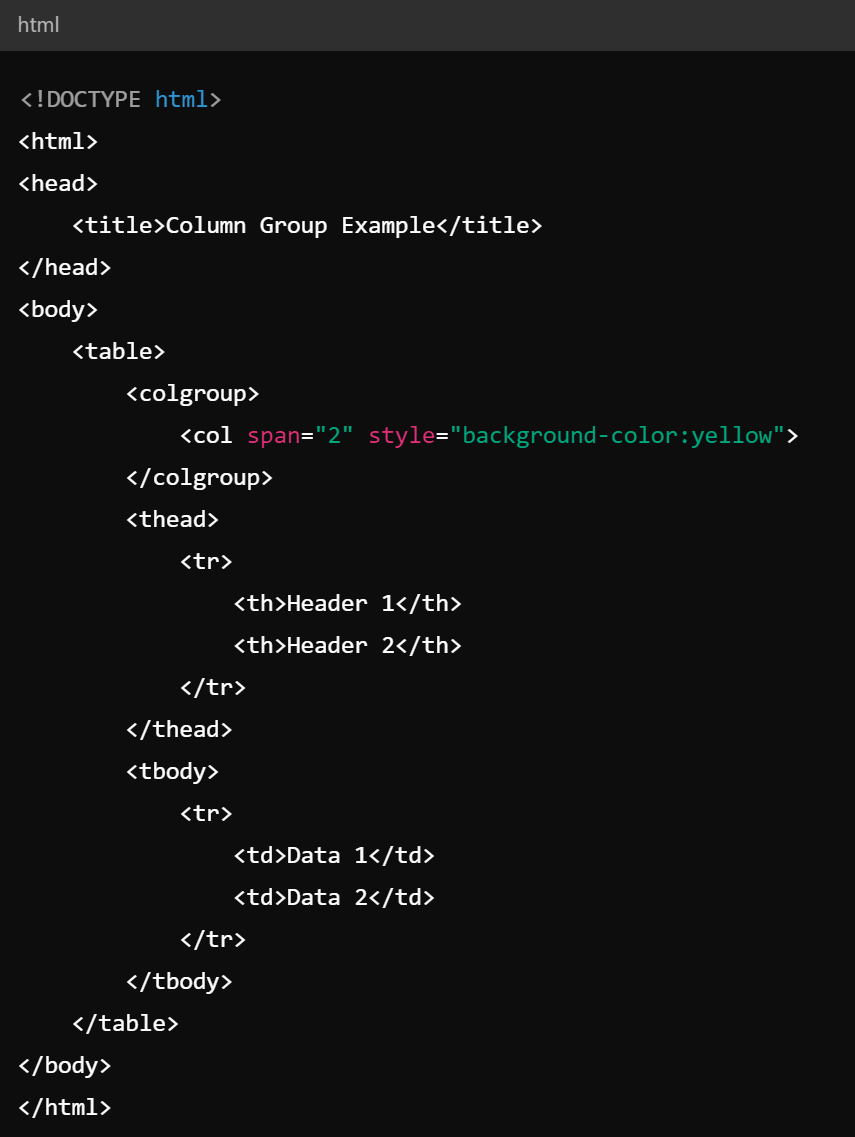 html
<!DOCTYPE html>
<html>
<head>
    <title>Column Group Example</title>
</head>
<body>
    <table>
        <colgroup>
            <col span="2" style="background-color:yellow">
        </colgroup>
        <thead>
            <tr>
                <th>Header 1</th>
                <th>Header 2</th>
            </tr>
        </thead>
        <tbody>
            <tr>
                <td>Data 1</td>
                <td>Data 2</td>
            </tr>
        </tbody>
    </table>
</body>
</html>